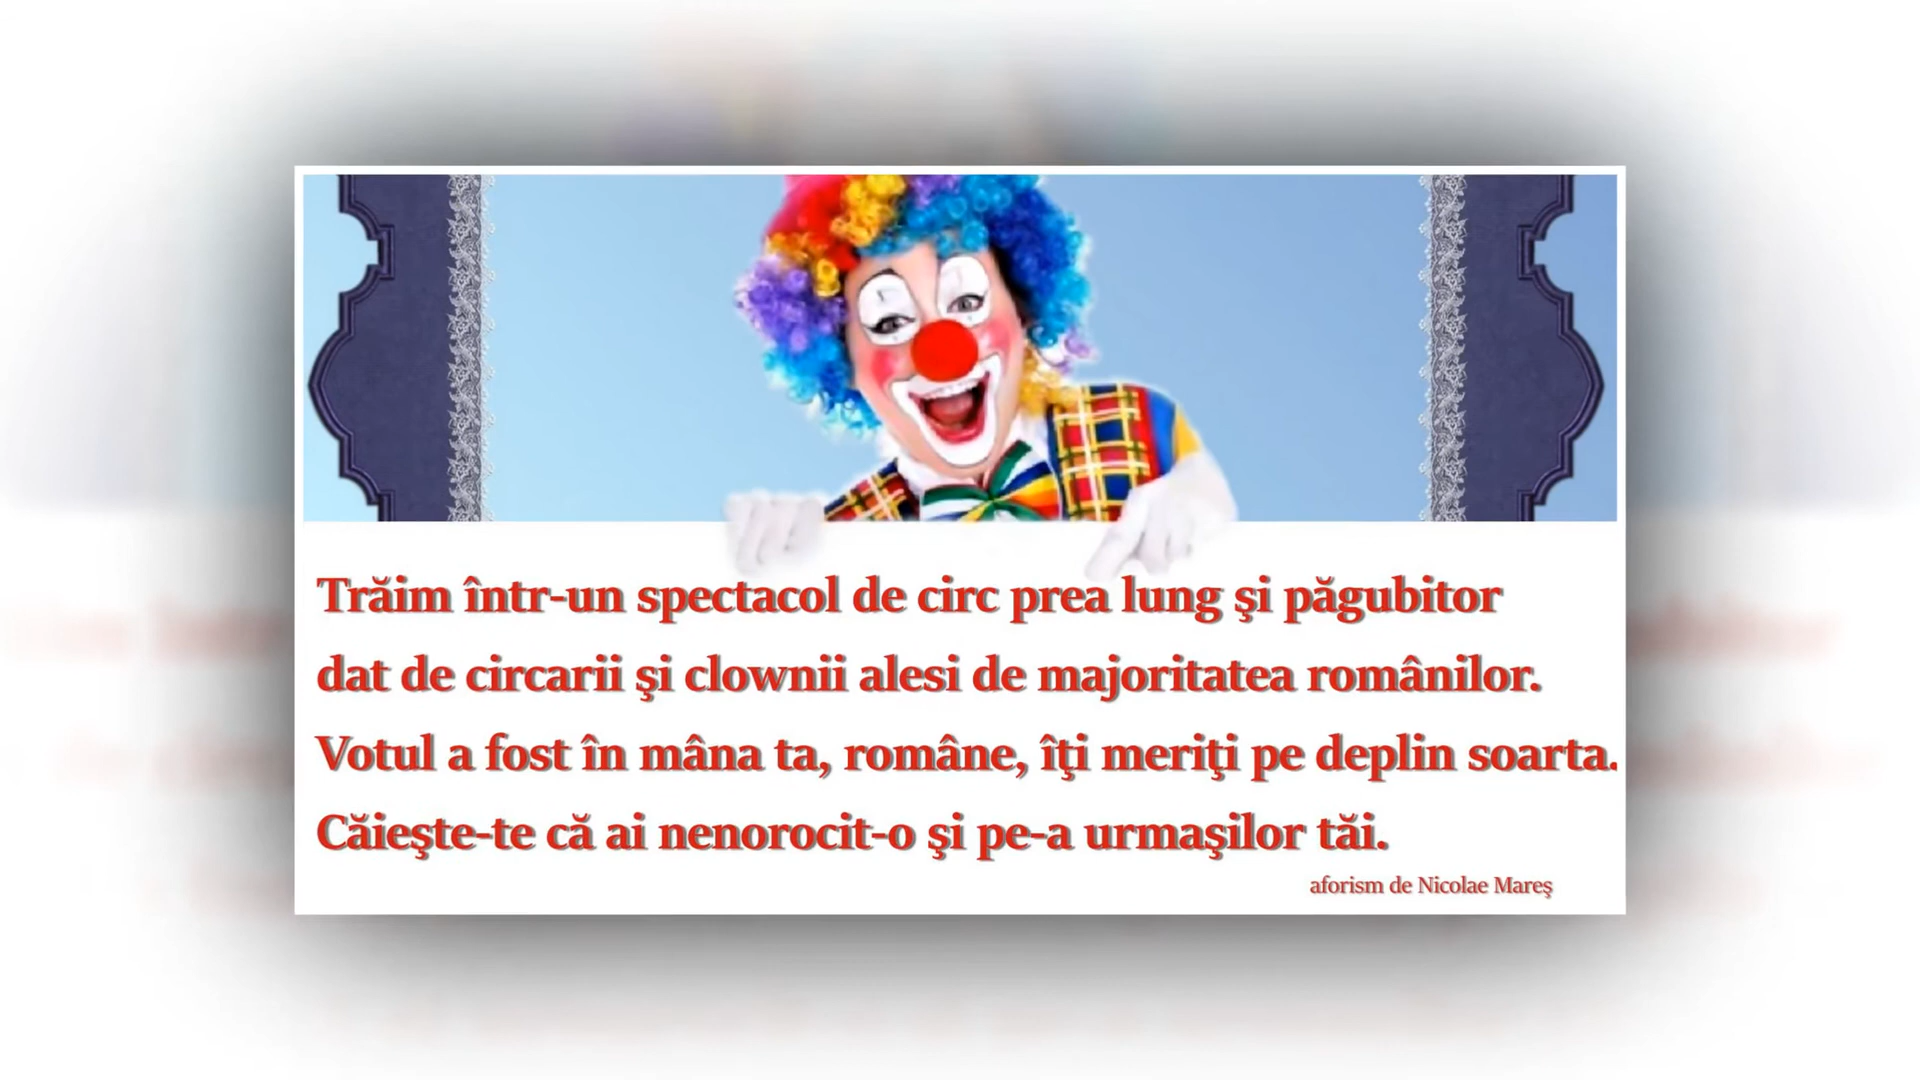 Trăim într-un spectacol de circ prea lung şi păgubitor
dat de circarii şi clownii alesi de majoritatea românilor.
Votul a fost în mâna ta, române, îţi meriţi pe deplin soarta.
Căieşte-te că ai nenorocit-o şi pe-a urmaşilor tăi.
aforism de Nicolae Mareş